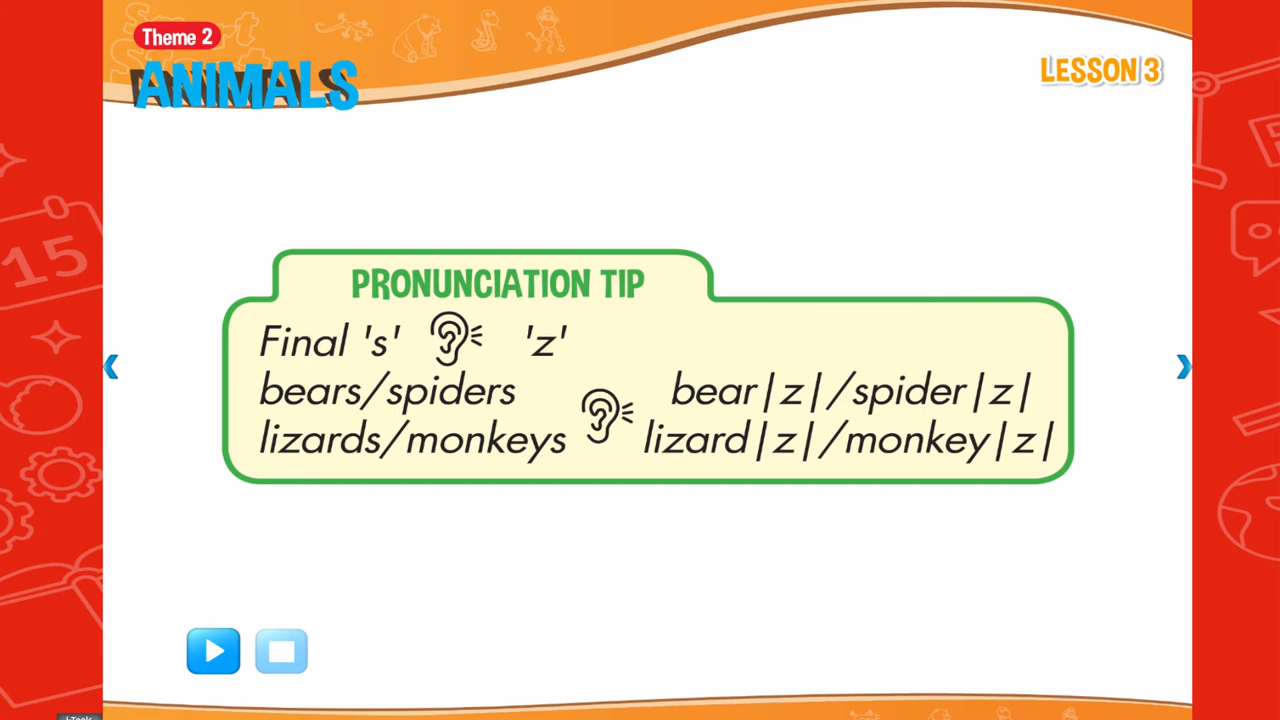 Theme 2
ANIMALS
LESSON 3
15
PRONUNCIATION TIP
Final 's' 'z'
bears/spiders bear|z|/spider|z|
lizards/monkeys lizard|z|/monkey|z|